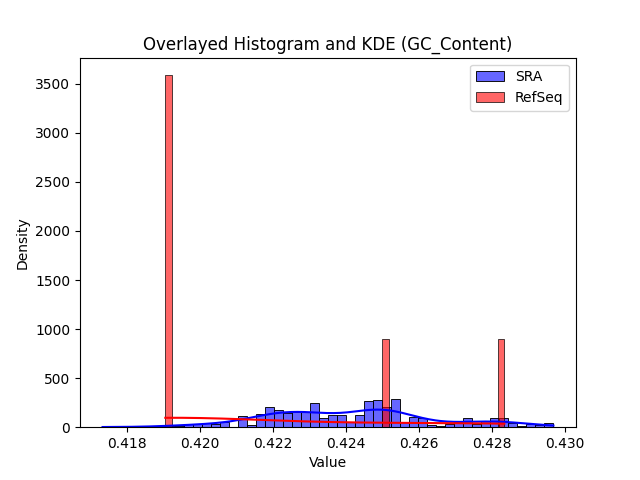 Overlayed Histogram and KDE (GC_Content)
SRA
RefSeq
3500
3000
2500
2000
1500
1000
500
0
Density
0.418 0.420 0.422 0.424 0.426 0.428 0.430
Value